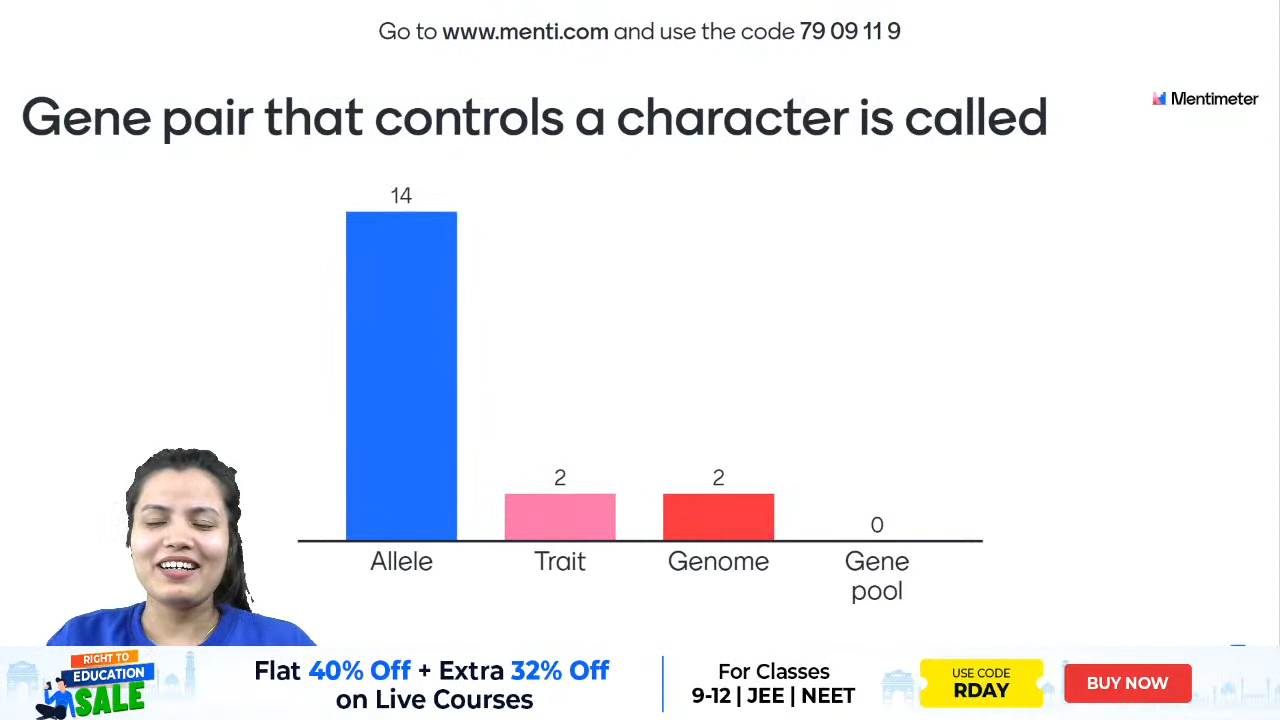 Go to www.menti.com and use the code 79 09 11 9
Gene pair that controls a character is called
Mentimeter
14
2
2
0
Allele
Trait
Genome
Gene
pool
RIGHT TO
EDUCATION
SALE
Flat 40% Off + Extra 32% Off
on Live Courses
For Classes
9-12 | JEE | NEET
USE CODE
RDAY
BUY NOW